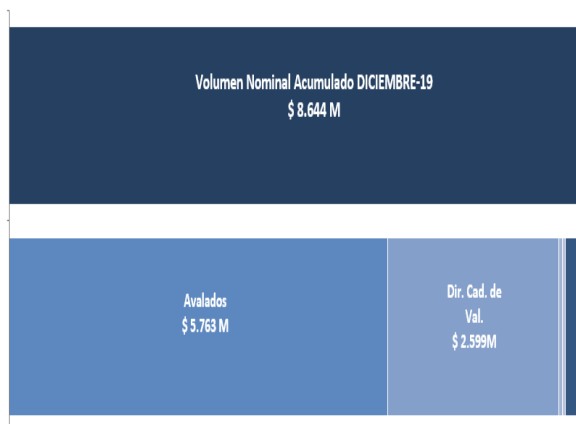 Volumen Nominal Acumulado DICIEMBRE-19
$ 8.644 M
Avalados
$ 5.763 M
Dir. Cad. de
Val.
$ 2.599M